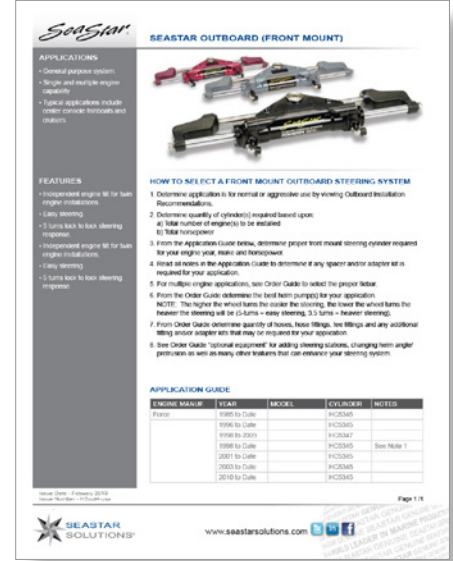 SeaStar
SEASTAR OUTBOARD (FRONT MOUNT)
APPLICATIONS
• General purpose system
• Single and multiple engine
capability
• Typical applications include
center console fishboats and
cruisers
FEATURES
• Independent engine tilt for twin
engine installations
• Easy steering
• 5 turns lock to lock steering
response
• Independent engine tilt for twin
engine installations
• Easy steering
• 5 turns lock to lock steering
response
HOW TO SELECT A FRONT MOUNT OUTBOARD STEERING SYSTEM
1. Determine application is for normal or aggressive use by viewing Outboard Installation
Recommendations.
2. Determine quantity of cylinder(s) required based upon:
a) Total number of engine(s) to be installed
b) Total horsepower
3. From the Application Guide below, determine proper front mount steering cylinder required
for your engine year, make and horsepower.
4. Read all notes in the Application Guide to determine if any spacer and/or adapter kit is
required for your application.
5. For multiple engine applications, see Order Guide to select the proper tiebar.
6. From the Order Guide determine the best helm pump(s) for your application.
NOTE: The higher the wheel turns the easier the steering, the lower the wheel turns the
heavier the steering will be (5-turns = easy steering, 3.5 turns = heavier steering).
7. From Order Guide determine quantity of hoses, hose fittings, tee fittings and any additional
fitting and/or adapter kits that may be required for your application.
8. See Order Guide "optional equipment" for adding steering stations, changing helm angle/
protrusion as well as many other features that can enhance your steering system.
APPLICATION GUIDE
ENGINE MANUF. YEAR MODEL CYLINDER NOTES
Force 1985 to Date HC5345
1996 to Date HC5345
1998 to 2003 HC5347
1998 to Date HC5345 See Note 1
2001 to Date HC5345
2003 to Date HC5348
2010 to Date HC5345
Issue Date - February 2013
Issue Number -
Page 1 /1
SEASTAR
SOLUTIONS
www.seastarsolutions.com
WORLD LEADER IN MARINE